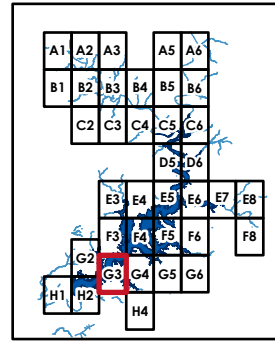 A1 A2 A3 A5 A6
B1 B2 B3 B4 B5 B6
C2 C3 C4 C5 C6
D5 D6
E3 E4 E5 E6 E7 E8
F3 F4 F5 F6 F8
G2
G3 G4 G5 G6
H1 H2
H4